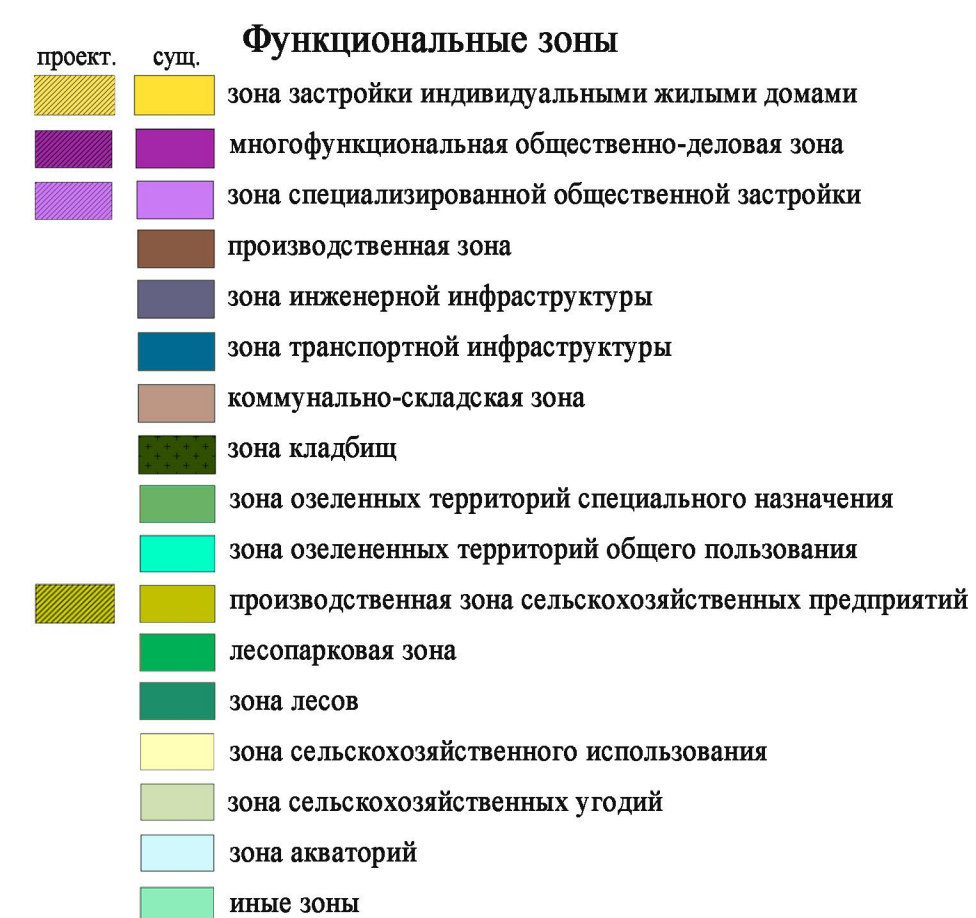 Функциональные зоны
проект. сущ.
зона застройки индивидуальными жилыми домами
многофункциональная общественно-деловая зона
зона специализированной общественной застройки
производственная зона
зона инженерной инфраструктуры
зона транспортной инфраструктуры
коммунально-складская зона
зона кладбищ
зона озеленных территорий специального назначения
зона озелененных территорий общего пользования
производственная зона сельскохозяйственных предприятий
лесопарковая зона
зона лесов
зона сельскохозяйственного использования
зона сельскохозяйственных угодий
зона акваторий
иные зоны